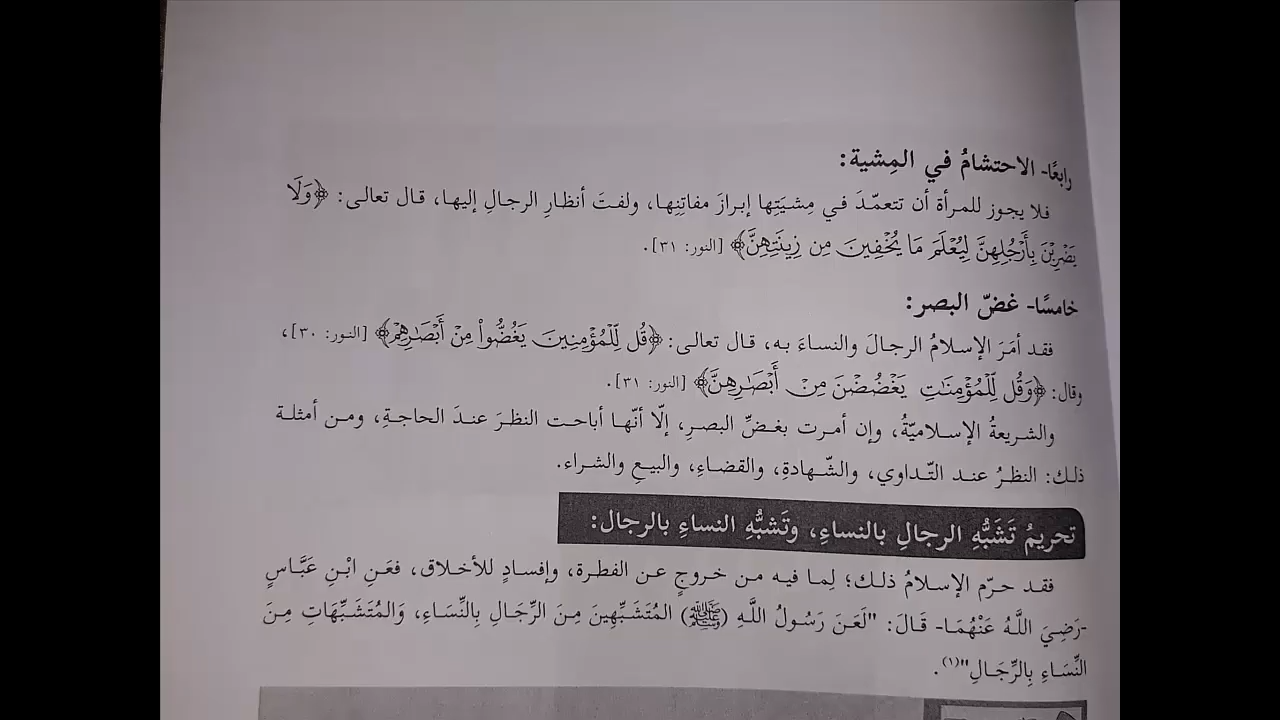 رابعًا- الاحتشامُ في المِشية:
فلا يجوز للمرأة أن تتعمّدَ في مِشيَتِها إبرازَ مفاتِنِها، ولفتَ أنظارِ الرجالِ إليها، قال تعالى: ﴿وَلَا
يَضْرِبْنَ بِأَرْجُلِهِنَّ لِيُعْلَمَ مَا يُخْفِينَ مِن زِينَتِهِنَّ﴾ [النور: ٣١].
خامسًا- غضّ البصر:
فقد أمَرَ الإسلامُ الرجالَ والنساءَ به، قال تعالى: ﴿قُل لِّلْمُؤْمِنِينَ يَغُضُّوا۟ مِنْ أَبْصَٰرِهِمْ﴾ [النور: ٣٠]،
وقال: ﴿وَقُل لِّلْمُؤْمِنَٰتِ يَغْضُضْنَ مِنْ أَبْصَٰرِهِنَّ﴾ [النور: ٣١].
والشريعةُ الإسلاميّةُ، وإن أمرت بغضِّ البصرِ، إلّا أنّها أباحت النظرَ عندَ الحاجةِ، ومن أمثلة
ذلك: النظرُ عند التّداوي، والشّهادةِ، والقضاءِ، والبيعِ والشراء.
تحريمُ تَشَبُّهِ الرجالِ بالنساءِ، وتَشبُّهِ النساءِ بالرجال:
فقد حرّم الإسلامُ ذلك؛ لِما فيه من خروجٍ عن الفطرة، وإفسادٍ للأخلاق، فعَنِ ابْنِ عَبَّاسٍ
-رَضِيَ اللَّهُ عَنْهُمَا- قَالَ: "لَعَنَ رَسُولُ اللَّهِ (ﷺ) المُتَشَبِّهِينَ مِنَ الرِّجَالِ بِالنِّسَاءِ، وَالمُتَشَبِّهَاتِ مِنَ
النِّسَاءِ بِالرِّجَالِ"(١).